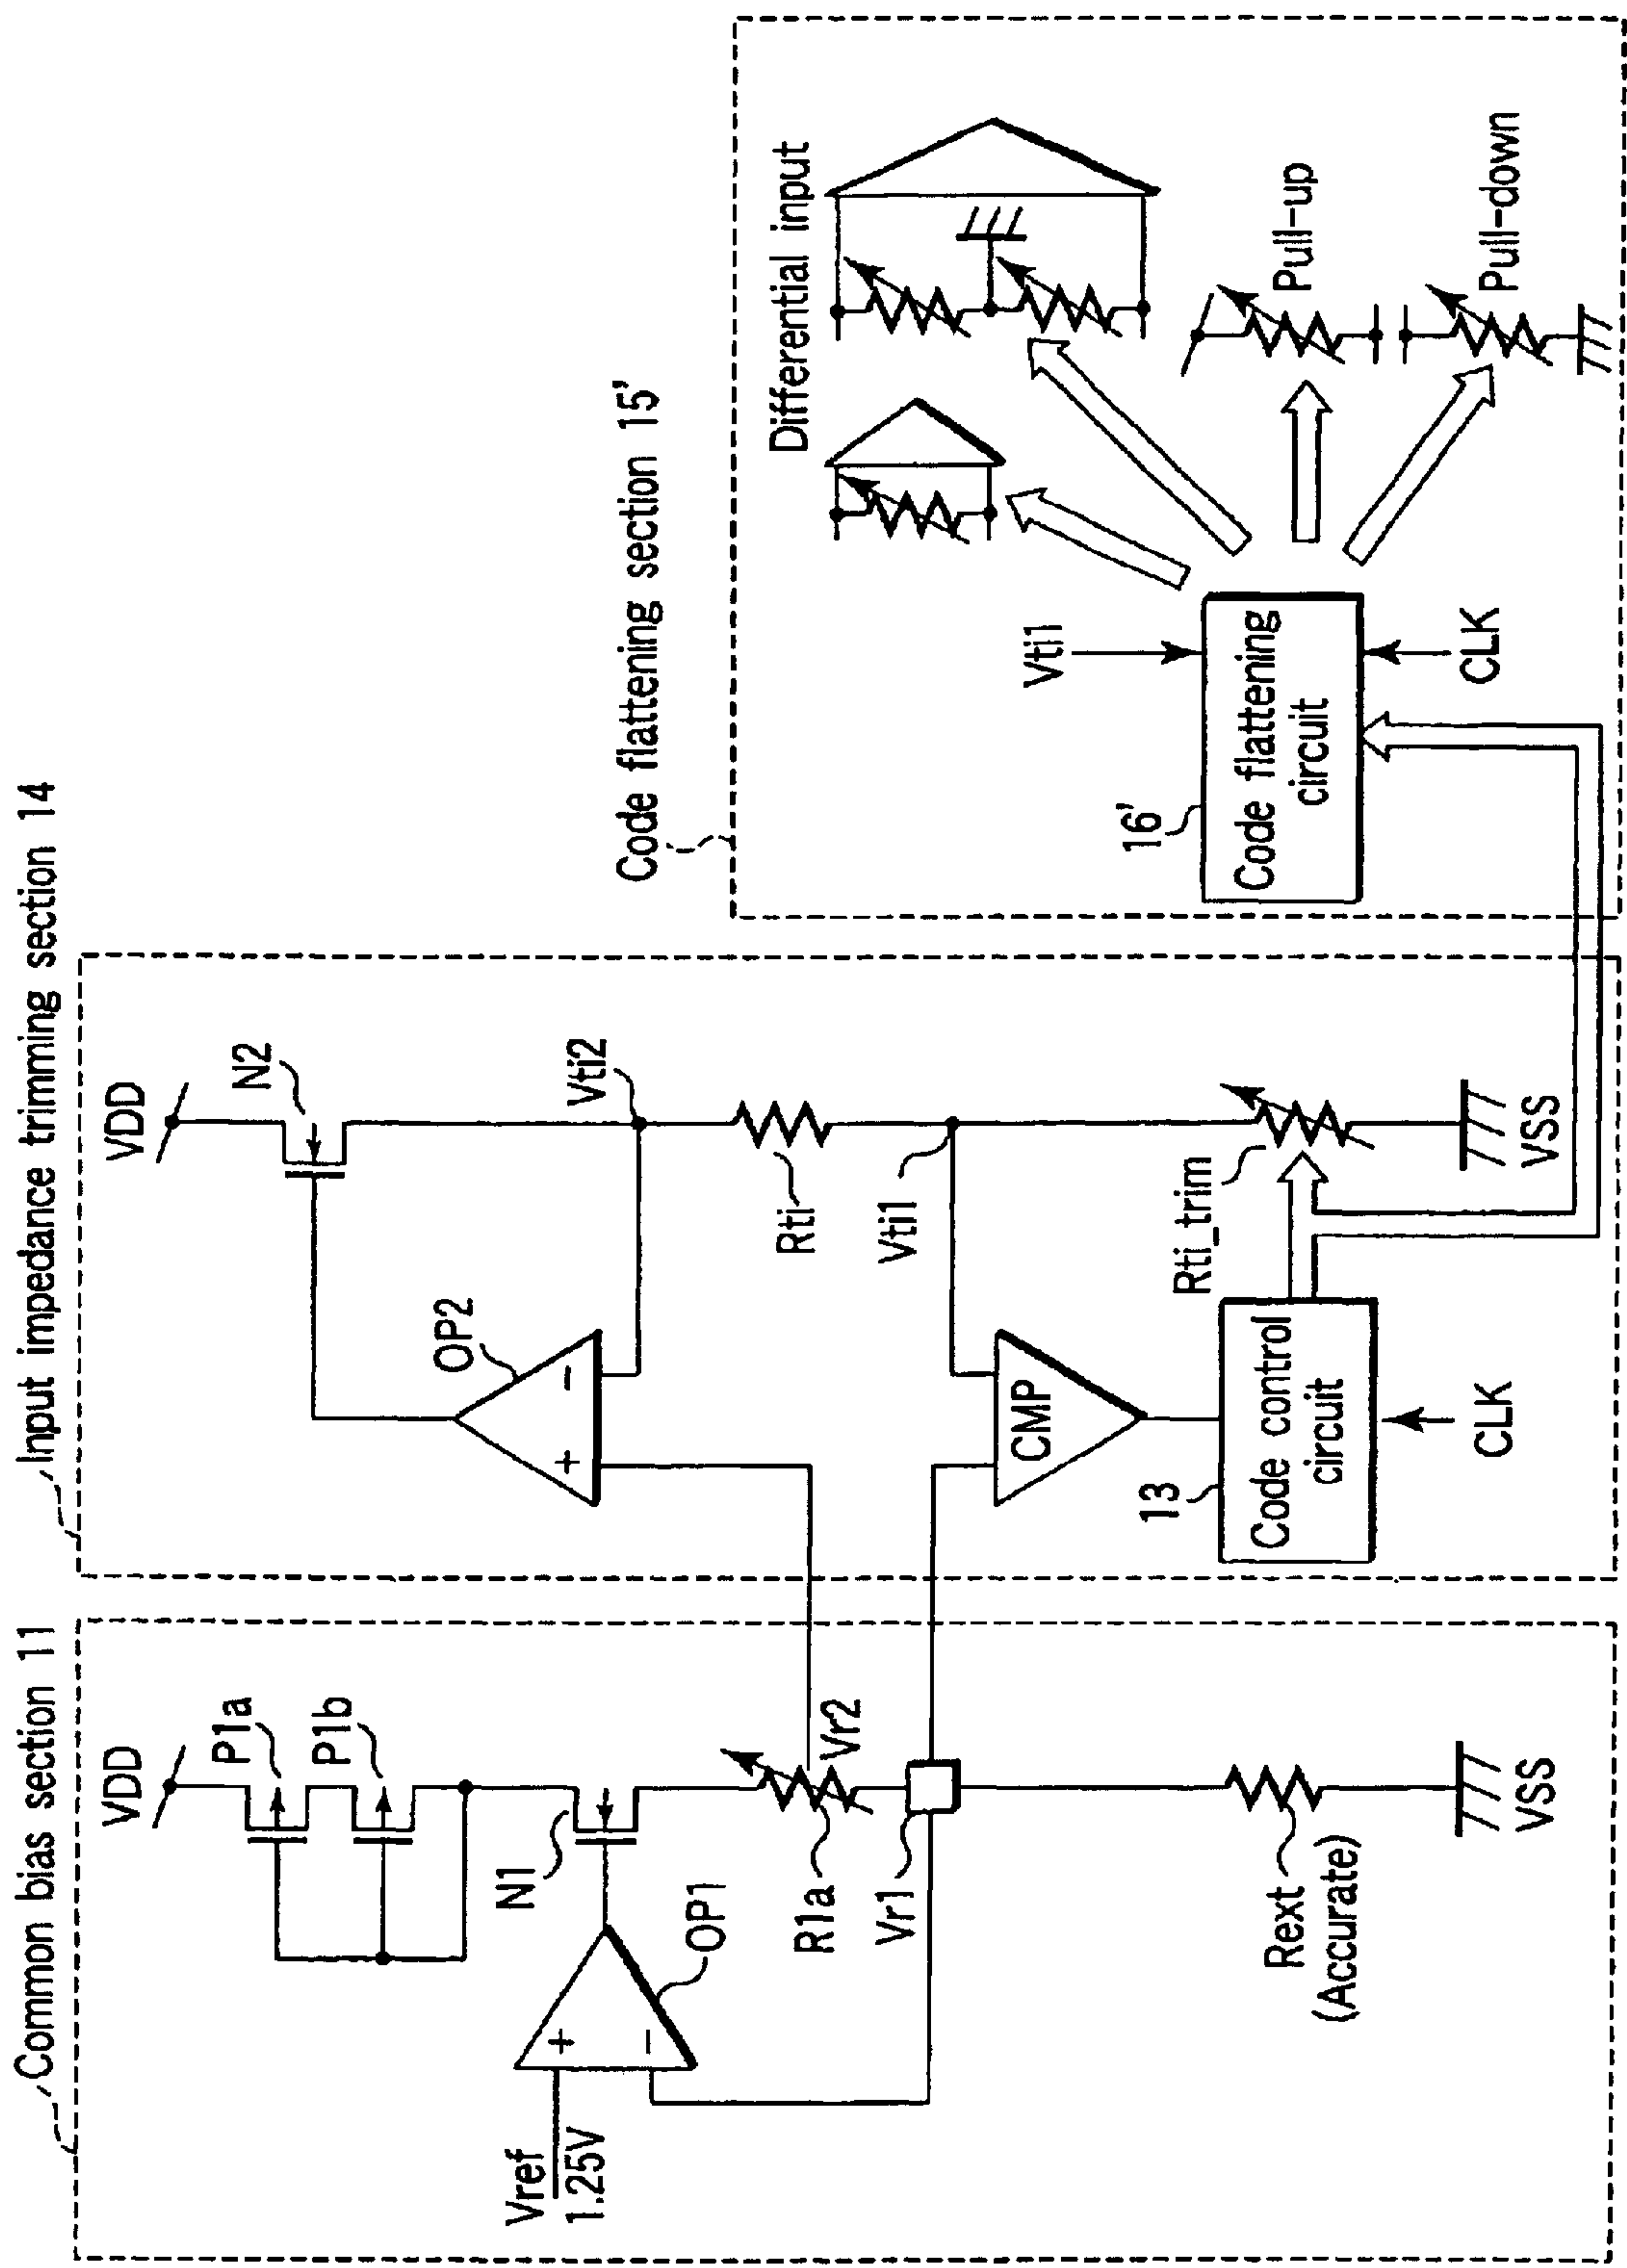 Common bias section 11
VDD
P1a
P1b
N1
Vref
1.25V
+
−
OP1
R1a
Vr2
Vr1
Rext
(Accurate)
VSS
Input impedance trimming section 14
VDD
N2
OP2
+
−
Vti2
Rti
Vti1
CMP
Rti_trim
13
Code control
circuit
CLK
VSS
Code flattening section 15'
Differential input
Vti1
16'
Code flattening
circuit
CLK
Pull-up
Pull-down